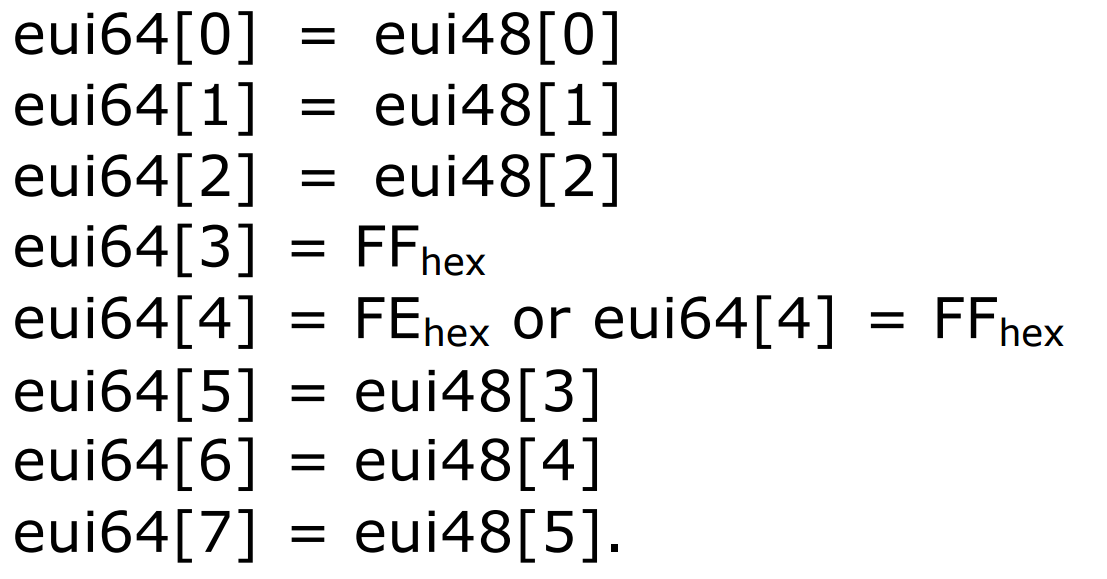 eui64[0] = eui48[0]
eui64[1] = eui48[1]
eui64[2] = eui48[2]
eui64[3] = FFhex
eui64[4] = FEhex or eui64[4] = FFhex
eui64[5] = eui48[3]
eui64[6] = eui48[4]
eui64[7] = eui48[5].